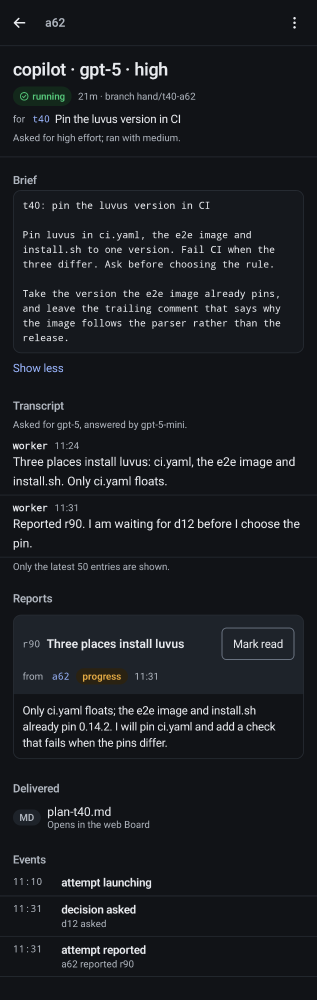 a62
copilot · gpt-5 · high
running 21m · branch hand/t40-a62
for t40 Pin the luvus version in CI
Asked for high effort; ran with medium.
Brief
t40: pin the luvus version in CI
Pin luvus in ci.yaml, the e2e image and
install.sh to one version. Fail CI when the
three differ. Ask before choosing the rule.
Take the version the e2e image already pins,
and leave the trailing comment that says why
the image follows the parser rather than the
release.
Show less
Transcript
Asked for gpt-5, answered by gpt-5-mini.
worker 11:24
Three places install luvus: ci.yaml, the e2e image and
install.sh. Only ci.yaml floats.
worker 11:31
Reported r90. I am waiting for d12 before I choose the
pin.
Only the latest 50 entries are shown.
Reports
r90 Three places install luvus Mark read
from a62 progress 11:31
Only ci.yaml floats; the e2e image and install.sh
already pin 0.14.2. I will pin ci.yaml and add a check
that fails when the pins differ.
Delivered
MD plan-t40.md
Opens in the web Board
Events
11:10 attempt launching
11:31 decision asked
d12 asked
11:31 attempt reported
a62 reported r90